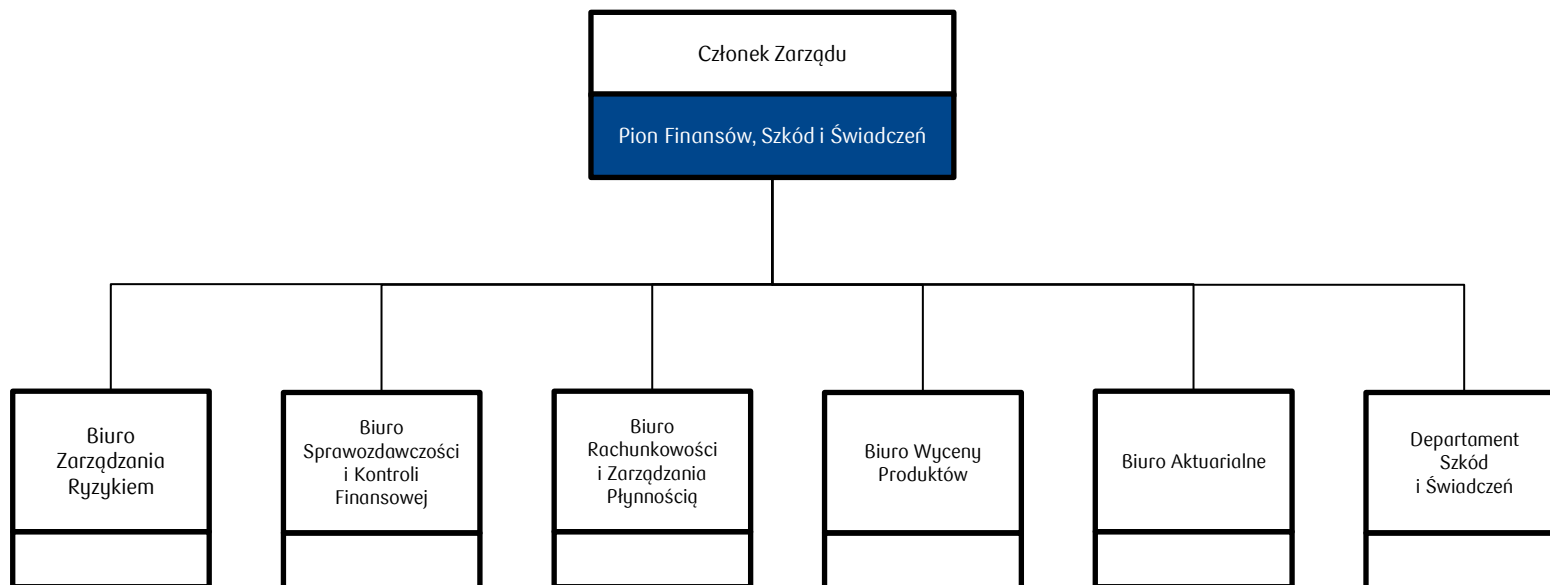 Członek Zarządu
Pion Finansów, Szkód i Świadczeń
Biuro
Zarządzania
Ryzykiem
Biuro
Sprawozdawczości
i Kontroli
Finansowej
Biuro
Rachunkowości
i Zarządzania
Płynnością
Biuro Wyceny
Produktów
Biuro Aktuarialne
Departament
Szkód
i Świadczeń